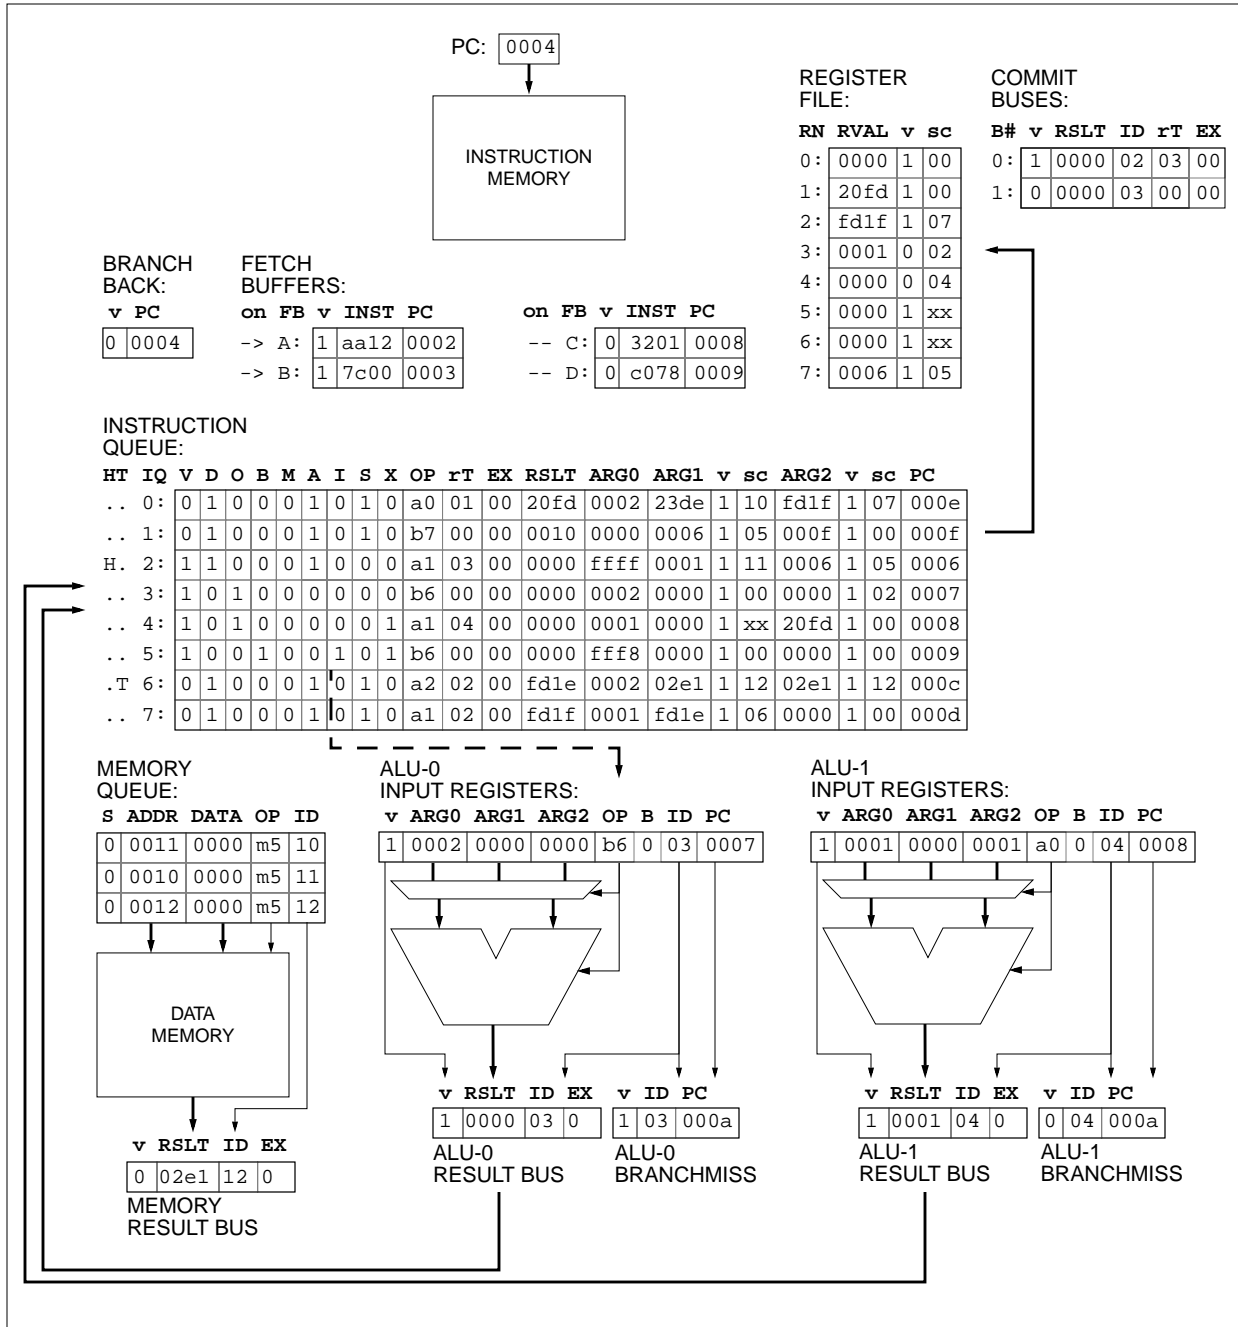 PC: 0004
INSTRUCTION
MEMORY
REGISTER
FILE:
RN RVAL v sc
0: 0000 1 00
1: 20fd 1 00
2: fd1f 1 07
3: 0001 0 02
4: 0000 0 04
5: 0000 1 xx
6: 0000 1 xx
7: 0006 1 05
COMMIT
BUSES:
B# v RSLT ID rT EX
0: 1 0000 02 03 00
1: 0 0000 03 00 00
BRANCH
BACK:
v PC
0 0004
FETCH
BUFFERS:
on FB v INST PC
-> A: 1 aa12 0002
-> B: 1 7c00 0003
on FB v INST PC
-- C: 0 3201 0008
-- D: 0 c078 0009
INSTRUCTION
QUEUE:
HT IQ V D O B M A I S X OP rT EX RSLT ARG0 ARG1 v sc ARG2 v sc PC
.. 0: 0 1 0 0 0 1 0 1 0 a0 01 00 20fd 0002 23de 1 10 fd1f 1 07 000e
.. 1: 0 1 0 0 0 1 0 1 0 b7 00 00 0010 0000 0006 1 05 000f 1 00 000f
H. 2: 1 1 0 0 0 1 0 0 0 a1 03 00 0000 ffff 0001 1 11 0006 1 05 0006
.. 3: 1 0 1 0 0 0 0 0 0 b6 00 00 0000 0002 0000 1 00 0000 1 02 0007
.. 4: 1 0 1 0 0 0 0 0 1 a1 04 00 0000 0001 0000 1 xx 20fd 1 00 0008
.. 5: 1 0 0 1 0 0 1 0 1 b6 00 00 0000 fff8 0000 1 00 0000 1 00 0009
.T 6: 0 1 0 0 0 1 0 1 0 a2 02 00 fd1e 0002 02e1 1 12 02e1 1 12 000c
.. 7: 0 1 0 0 0 1 0 1 0 a1 02 00 fd1f 0001 fd1e 1 06 0000 1 00 000d
MEMORY
QUEUE:
S ADDR DATA OP ID
0 0011 0000 m5 10
0 0010 0000 m5 11
0 0012 0000 m5 12
DATA
MEMORY
v RSLT ID EX
0 02e1 12 0
MEMORY
RESULT BUS
ALU-0
INPUT REGISTERS:
v ARG0 ARG1 ARG2 OP B ID PC
1 0002 0000 0000 b6 0 03 0007
v RSLT ID EX
1 0000 03 0
ALU-0
RESULT BUS
v ID PC
1 03 000a
ALU-0
BRANCHMISS
ALU-1
INPUT REGISTERS:
v ARG0 ARG1 ARG2 OP B ID PC
1 0001 0000 0001 a0 0 04 0008
v RSLT ID EX
1 0001 04 0
ALU-1
RESULT BUS
v ID PC
0 04 000a
ALU-1
BRANCHMISS